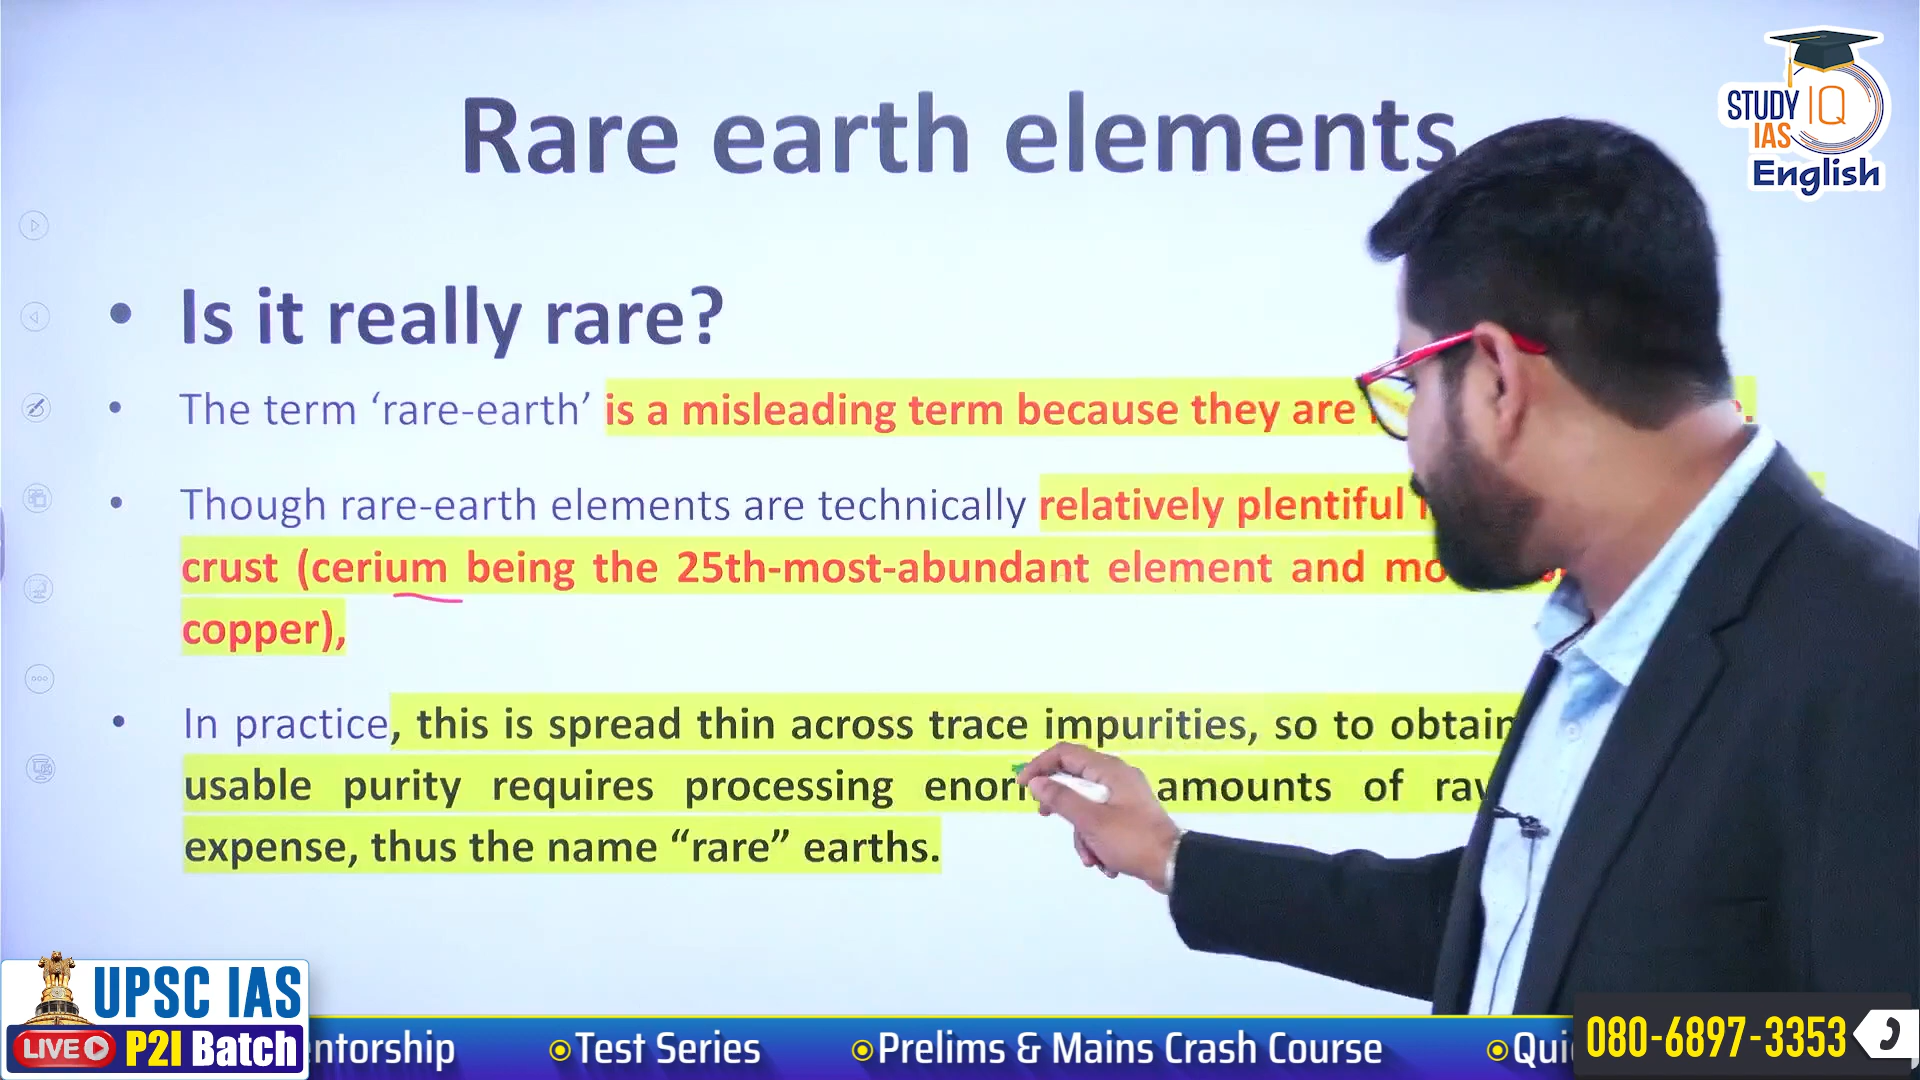 Rare earth elements
STUDY IQ
IAS
English
• Is it really rare?
• The term ‘rare-earth’ is a misleading term because they are
• Though rare-earth elements are technically relatively plentiful
crust (cerium being the 25th-most-abundant element and
copper),
• In practice, this is spread thin across trace impurities, so to obtain
usable purity requires processing amounts of
expense, thus the name “rare” earths.
UPSC IAS
LIVE P2I Batch
ntorship Test Series Prelims & Mains Crash Course
080-6897-3353